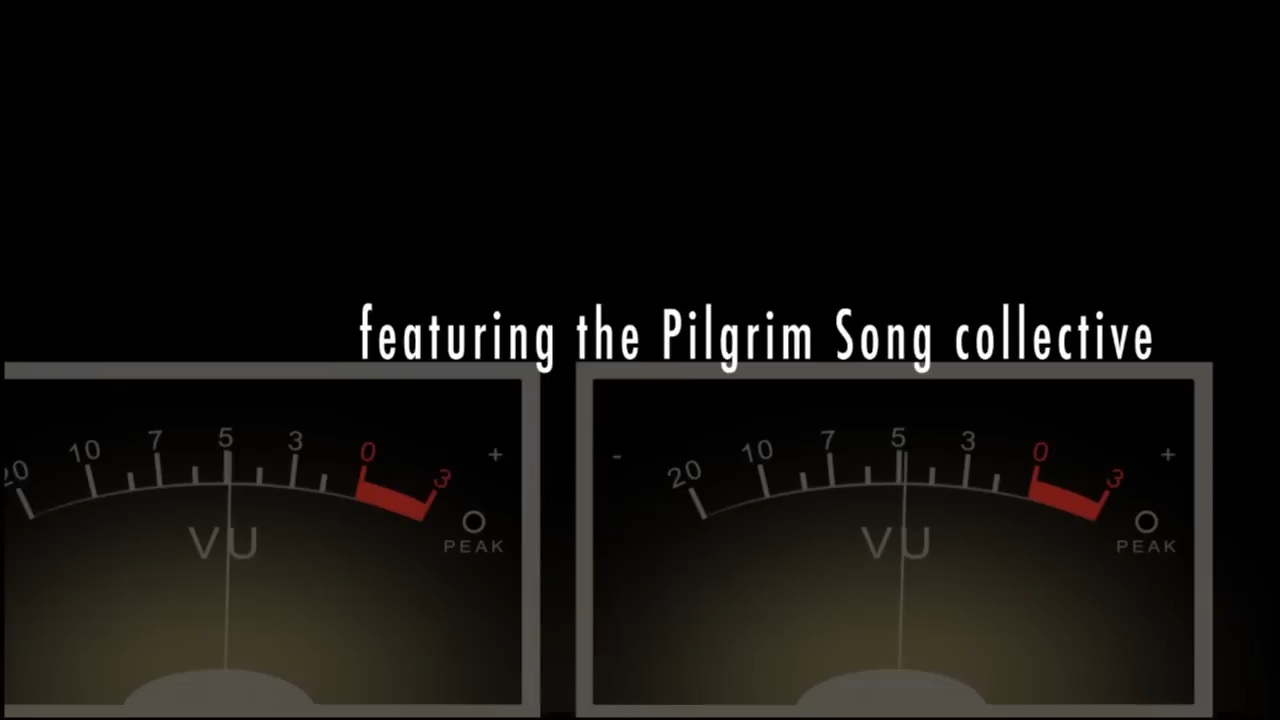 featuring the Pilgrim Song collective
20 10 7 5 3 0 3 +
VU
PEAK
- 20 10 7 5 3 0 3 +
VU
PEAK